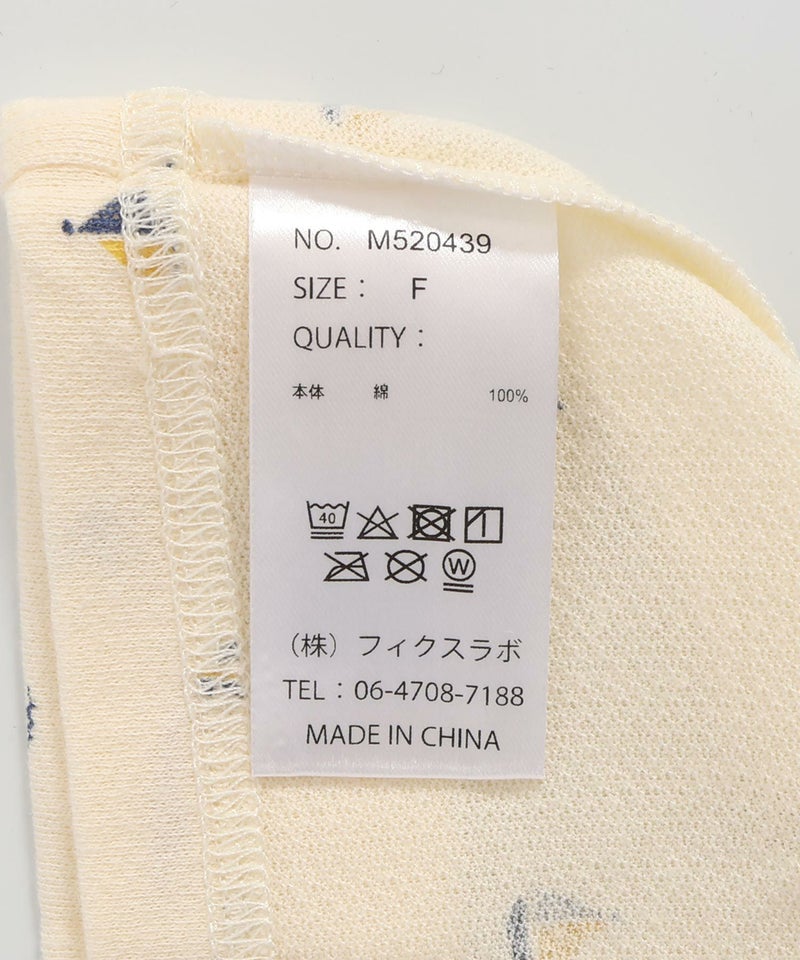 NO. M520439
SIZE： F
QUALITY：
本体 綿 100%
40
W
（株）フィクスラボ
TEL：06-4708-7188
MADE IN CHINA